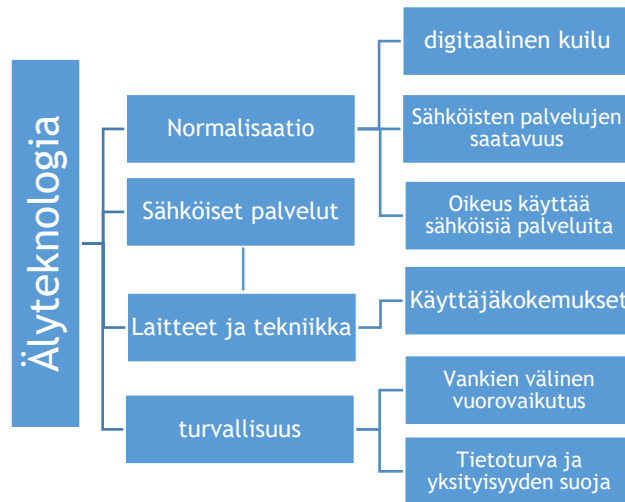 Älyteknologia
Normalisaatio
digitaalinen kuilu
Sähköisten palvelujen
saatavuus
Oikeus käyttää
sähköisiä palveluita
Sähköiset palvelut
Laitteet ja tekniikka
Käyttäjäkokemukset
turvallisuus
Vankien välinen
vuorovaikutus
Tietoturva ja
yksityisyyden suoja